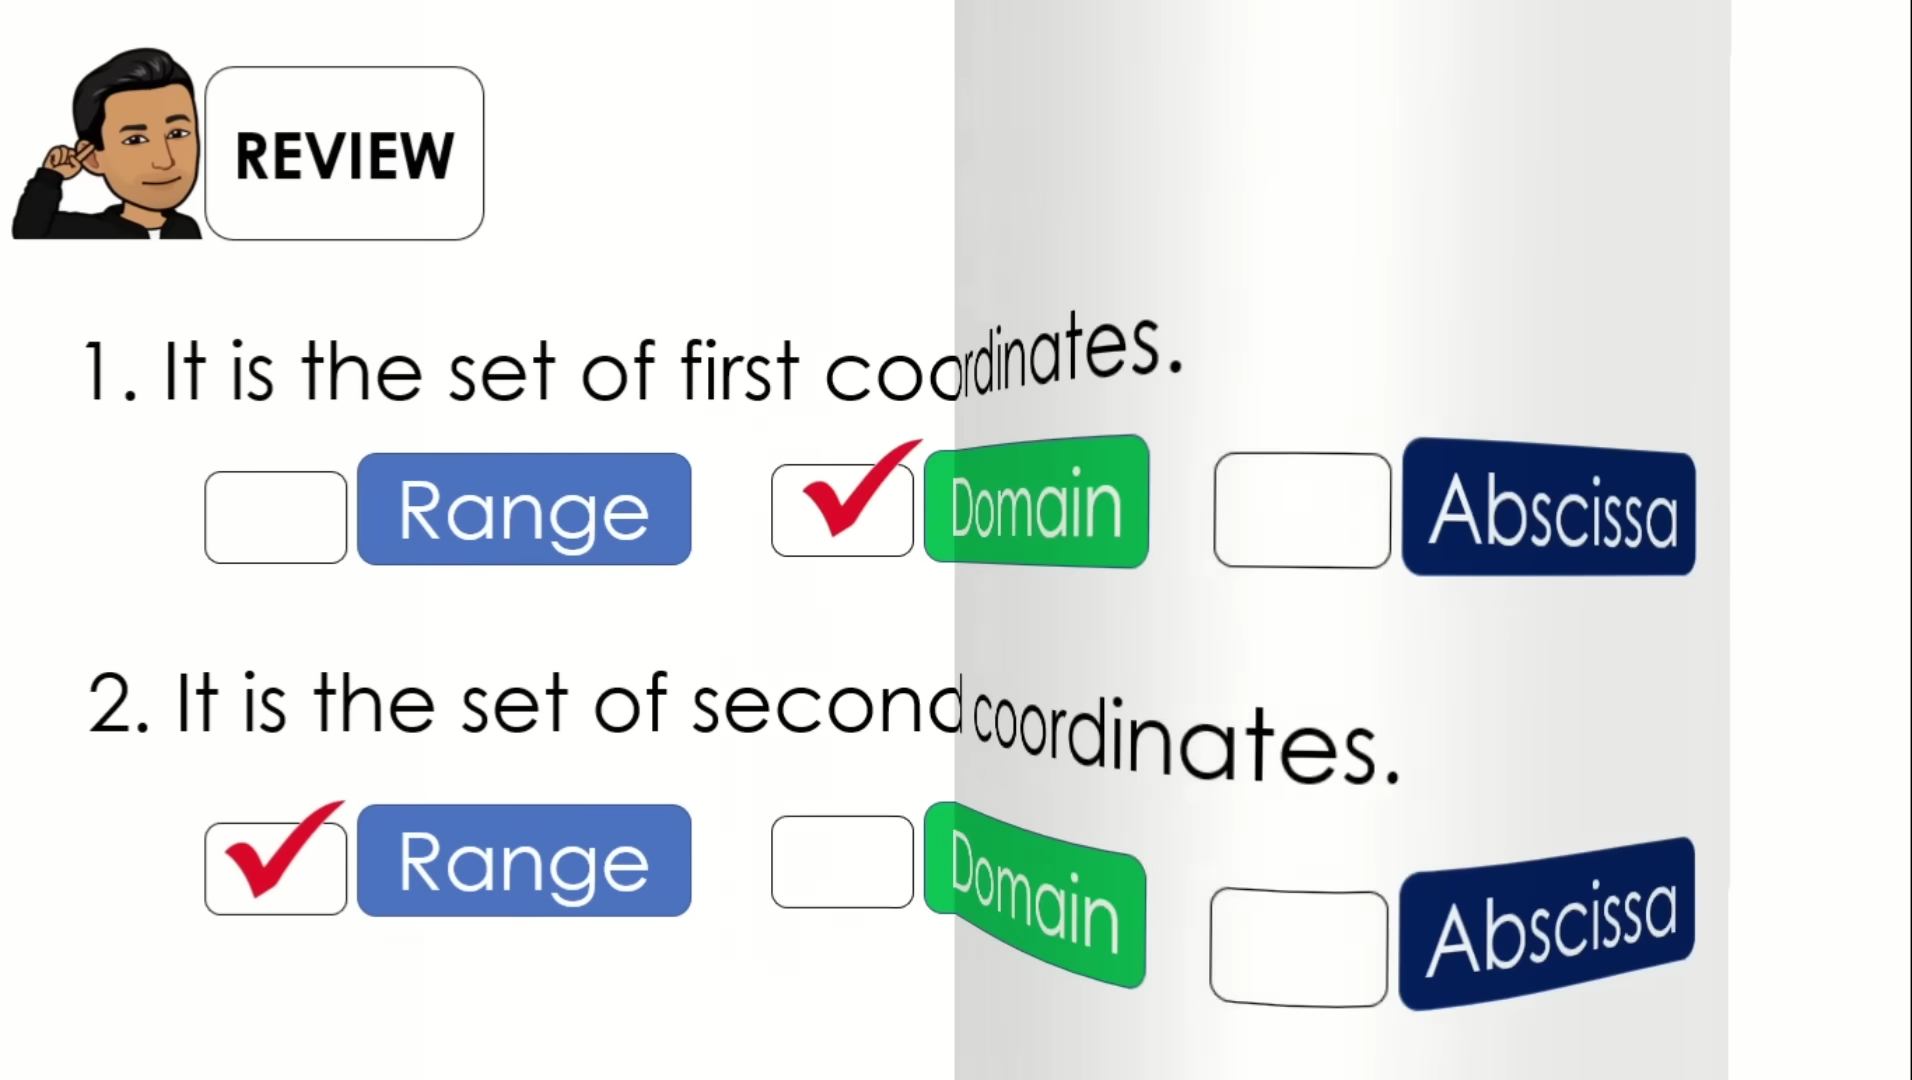 REVIEW
1. It is the set of first coordinates.
Range Domain Abscissa
2. It is the set of second coordinates.
Range Domain Abscissa